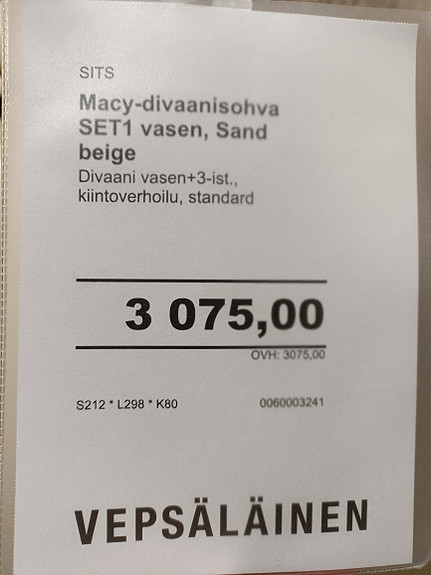 SITS
Macy-divaanisohva
SET1 vasen, Sand
beige
Divaani vasen+3-ist.,
kiintoverhoilu, standard
3 075,00
OVH: 3075,00
S212 * L298 * K80 0060003241
VEPSÄLÄINEN